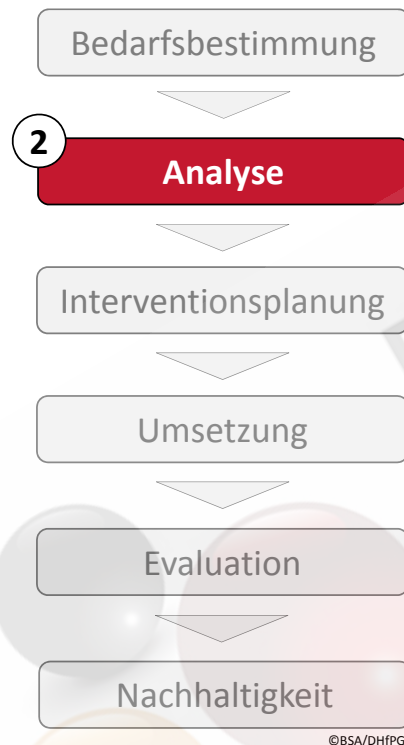 Bedarfsbestimmung
2
Analyse
Interventionsplanung
Umsetzung
Evaluation
Nachhaltigkeit
©BSA/DHfPG